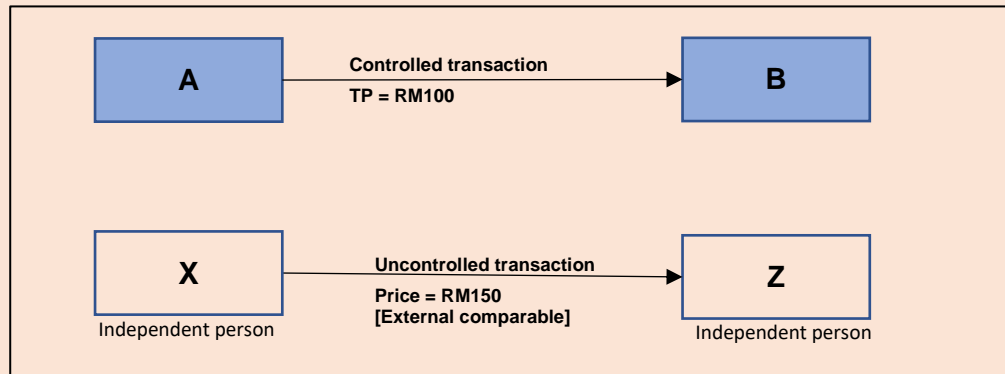 A
Controlled transaction
TP = RM100
B
X
Uncontrolled transaction
Price = RM150
[External comparable]
Z
Independent person
Independent person